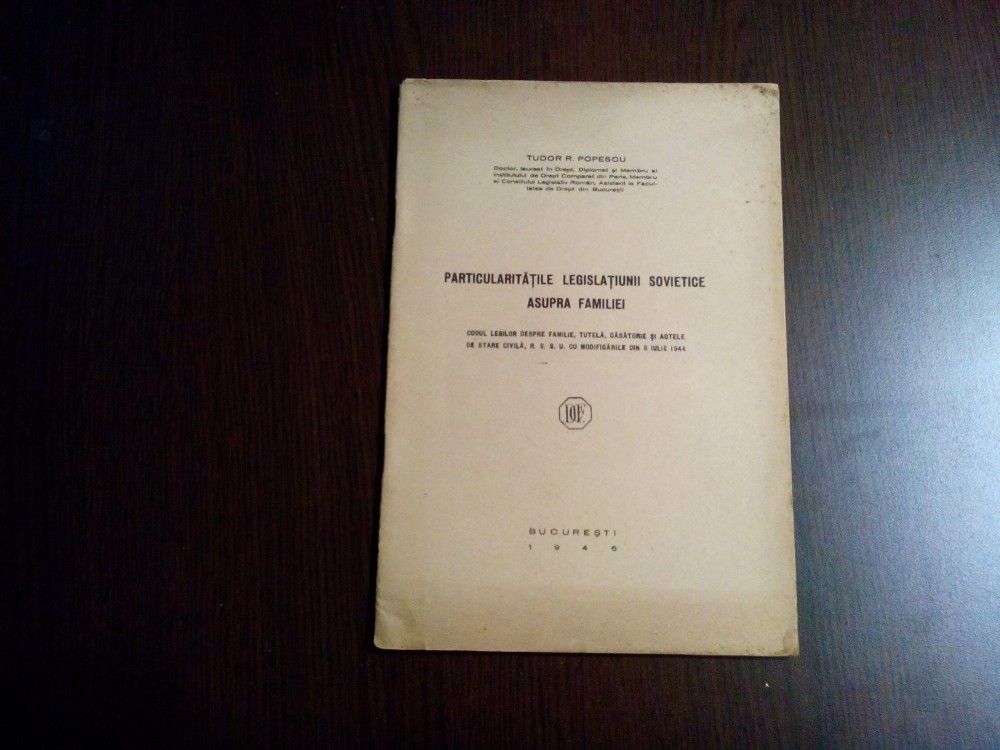 TUDOR R. POPESCU
Doctor, laureat în Drept, Diplomat și Membru al
Institutului de Drept Comparat din Paris, Membru
al Consiliului Legislativ Român, Asistent la Facul-
tatea de Drept din București
PARTICULARITĂȚILE LEGISLAȚIUNII SOVIETICE
ASUPRA FAMILIEI
CODUL LEGILOR DESPRE FAMILIE, TUTELĂ, CĂSĂTORIE ȘI ACTELE
DE STARE CIVILĂ, R. S. S. U. CU MODIFICĂRILE DIN 8 IULIE 1944
BUCUREȘTI
1946